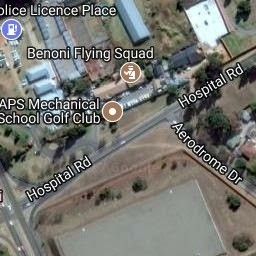 olice Licence Place
Benoni Flying Squad
Hospital Rd
APS Mechanical
School Golf Club
Aerodrome Dr
Hospital Rd
i